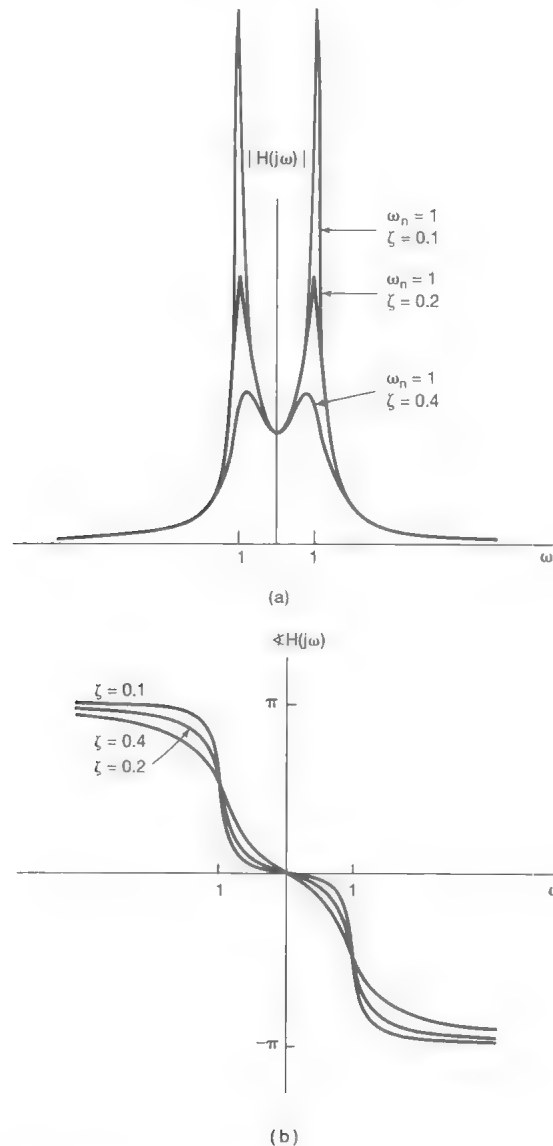 | H(jω) |
ωn = 1
ζ = 0.1
ωn = 1
ζ = 0.2
ωn = 1
ζ = 0.4
1
1
ω
(a)
∢H(jω)
ζ = 0.1
π
ζ = 0.4
ζ = 0.2
1
1
−π
(b)